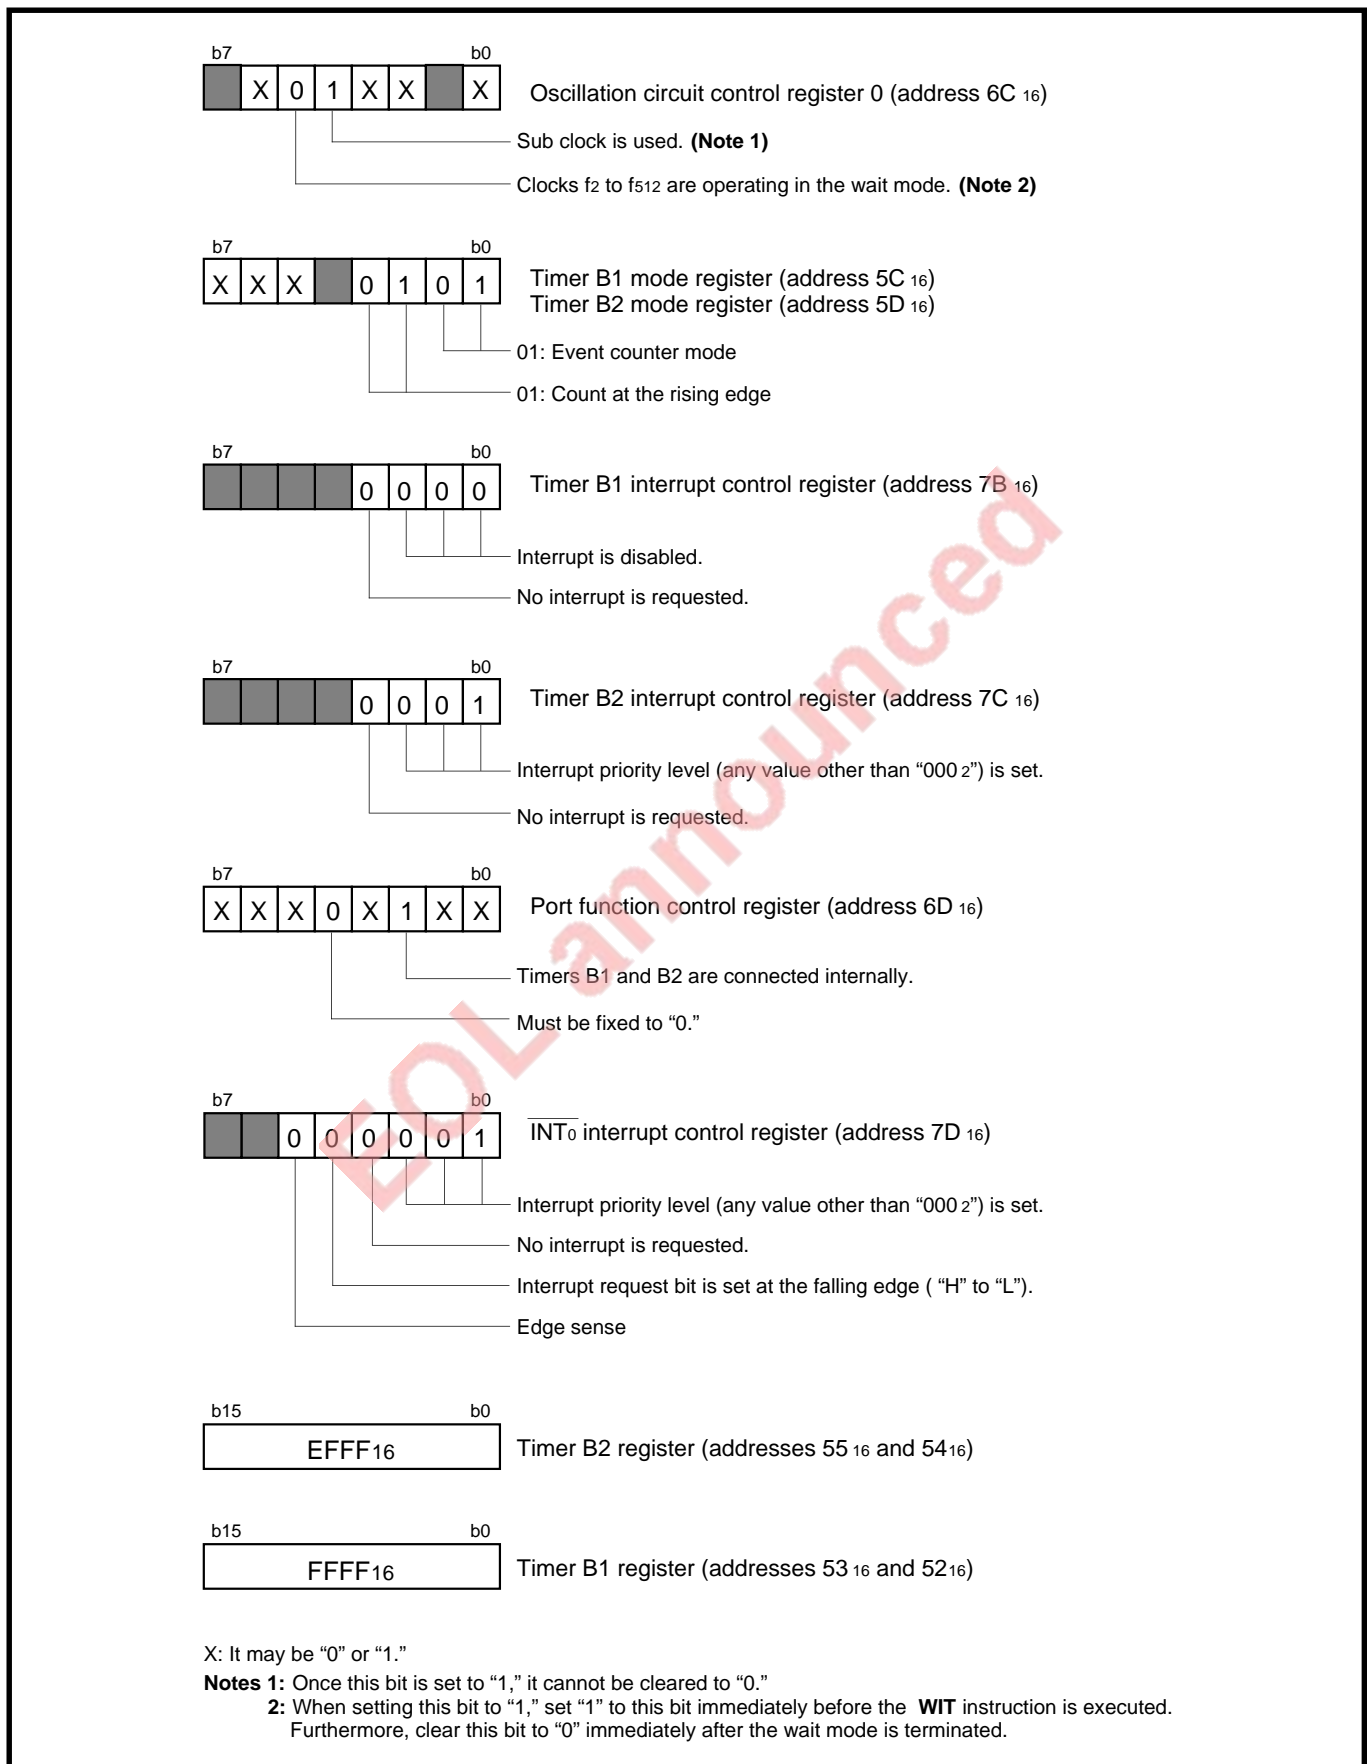 b7 b0
X 0 1 X X X Oscillation circuit control register 0 (address 6C 16)
Sub clock is used. (Note 1)
Clocks f2 to f512 are operating in the wait mode. (Note 2)
b7 b0
X X X 0 1 0 1 Timer B1 mode register (address 5C 16)
Timer B2 mode register (address 5D 16)
01: Event counter mode
01: Count at the rising edge
b7 b0
0 0 0 0 Timer B1 interrupt control register (address 7B 16)
Interrupt is disabled.
No interrupt is requested.
b7 b0
0 0 0 1 Timer B2 interrupt control register (address 7C 16)
Interrupt priority level (any value other than “000 2”) is set.
No interrupt is requested.
b7 b0
X X X 0 X 1 X X Port function control register (address 6D 16)
Timers B1 and B2 are connected internally.
Must be fixed to “0.”
b7 b0
0 0 0 0 0 1 INT0 interrupt control register (address 7D 16)
Interrupt priority level (any value other than “000 2”) is set.
No interrupt is requested.
Interrupt request bit is set at the falling edge ( “H” to “L”).
Edge sense
b15 b0
EFFF16 Timer B2 register (addresses 55 16 and 5416)
b15 b0
FFFF16 Timer B1 register (addresses 53 16 and 5216)
X: It may be “0” or “1.”
Notes 1: Once this bit is set to “1,” it cannot be cleared to “0.”
2: When setting this bit to “1,” set “1” to this bit immediately before the WIT instruction is executed.
Furthermore, clear this bit to “0” immediately after the wait mode is terminated.
EOL announced